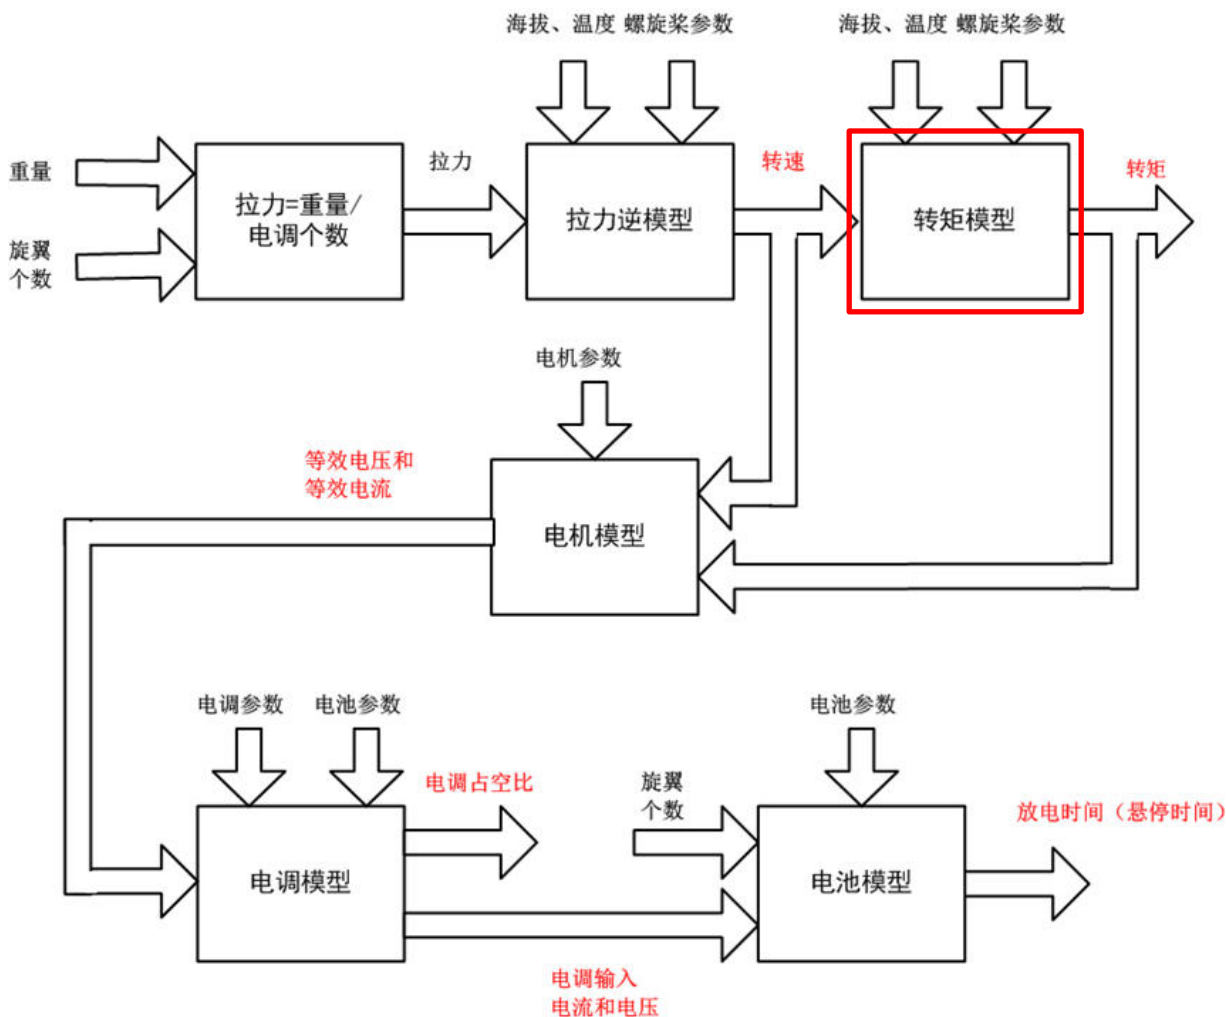 海拔、温度 螺旋桨参数
海拔、温度 螺旋桨参数
重量
旋翼
个数
拉力=重量/
电调个数
拉力
拉力逆模型
转速
转矩模型
转矩
电机参数
等效电压和
等效电流
电机模型
电调参数
电池参数
电调占空比
电调模型
旋翼
个数
电池参数
电池模型
放电时间（悬停时间）
电调输入
电流和电压